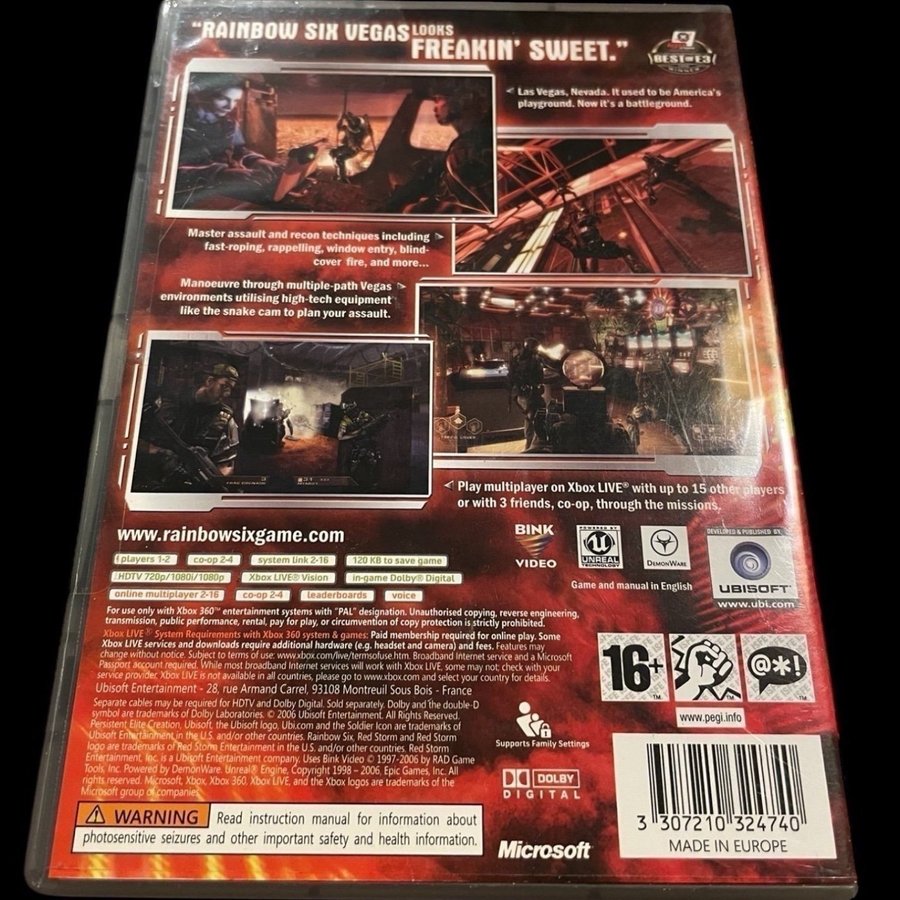 "RAINBOW SIX VEGAS LOOKS
FREAKIN' SWEET."
BEST OF E3
WINNER
Las Vegas, Nevada. It used to be America's
playground. Now it's a battleground.
Master assault and recon techniques including
fast-roping, rappelling, window entry, blind-
cover fire, and more...
Manoeuvre through multiple-path Vegas
environments utilising high-tech equipment
like the snake cam to plan your assault.
Play multiplayer on Xbox LIVE® with up to 15 other players
or with 3 friends, co-op, through the missions.
www.rainbowsixgame.com
players 1-2
co-op 2-4
system link 2-16
120 KB to save game
HDTV 720p/1080i/1080p
Xbox LIVE® Vision
in-game Dolby® Digital
online multiplayer 2-16
co-op 2-4
leaderboards
voice
BINK
VIDEO
POWERED BY
UNREAL
TECHNOLOGY
DEMONWARE
DEVELOPED & PUBLISHED BY
UBISOFT
www.ubi.com
Game and manual in English
For use only with Xbox 360™ entertainment systems with "PAL" designation. Unauthorised copying, reverse engineering,
transmission, public performance, rental, pay for play, or circumvention of copy protection is strictly prohibited.
Xbox LIVE® System Requirements with Xbox 360 system & games: Paid membership required for online play. Some
Xbox LIVE services and downloads require additional hardware (e.g. headset and camera) and fees. Features may
change without notice. Subject to terms of use: www.xbox.com/live/termsofuse.htm. Broadband Internet service and a Microsoft
Passport account required. While most broadband Internet services will work with Xbox LIVE, some may not; check with your
service provider. Xbox LIVE is not available in all countries, please go to www.xbox.com and select your country for details.
Ubisoft Entertainment - 28, rue Armand Carrel, 93108 Montreuil Sous Bois - France
Separate cables may be required for HDTV and Dolby Digital. Sold separately. Dolby and the double-D
symbol are trademarks of Dolby Laboratories. © 2006 Ubisoft Entertainment. All Rights Reserved.
Persistent Elite Creation, Ubisoft, the Ubisoft logo, Ubi.com and the Soldier Icon are trademarks of
Ubisoft Entertainment in the U.S. and/or other countries. Rainbow Six, Red Storm and Red Storm
logo are trademarks of Red Storm Entertainment in the U.S. and/or other countries. Red Storm
Entertainment, Inc. is a Ubisoft Entertainment company. Uses Bink Video © 1997-2006 by RAD Game
Tools, Inc. Powered by DemonWare. Unreal® Engine, Copyright 1998 – 2006, Epic Games, Inc. All
rights reserved. Microsoft, Xbox, Xbox 360, Xbox LIVE, and the Xbox logos are trademarks of the
Microsoft group of companies.
16+
@*!
www.pegi.info
Supports Family Settings
DOLBY
DIGITAL
WARNING Read instruction manual for information about
photosensitive seizures and other important safety and health information.
Microsoft
3 307210 324740
MADE IN EUROPE